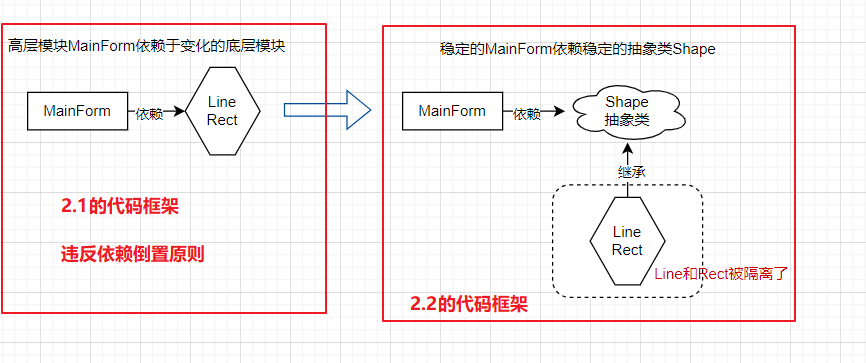 高层模块MainForm依赖于变化的底层模块
MainForm
依赖
Line
Rect
2.1的代码框架
违反依赖倒置原则
稳定的MainForm依赖稳定的抽象类Shape
MainForm
依赖
Shape
抽象类
继承
Line
Rect
Line和Rect被隔离了
2.2的代码框架